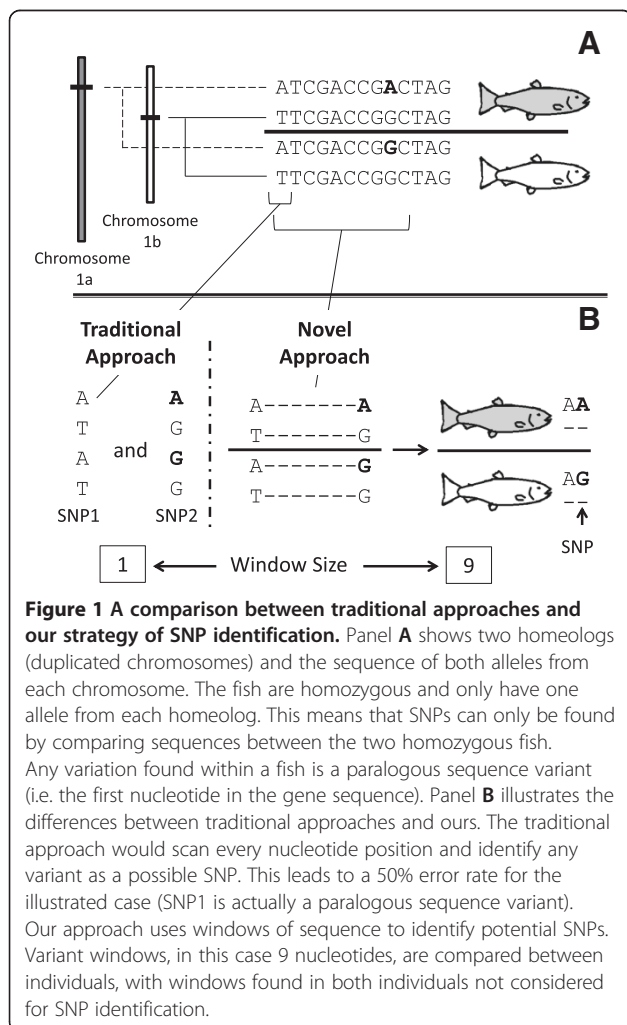 A
ATCGACCGACTAG
TTCGACCGGCTAG
ATCGACCGGCTAG
TTCGACCGGCTAG
Chromosome
1b
Chromosome
1a
B
Traditional
Approach
Novel
Approach
A A
T G
and
A G
T G
SNP1 SNP2
A------A
T------G
A------G
T------G
AA
--
AG
--
SNP
1 Window Size 9
Figure 1 A comparison between traditional approaches and
our strategy of SNP identification. Panel A shows two homeologs
(duplicated chromosomes) and the sequence of both alleles from
each chromosome. The fish are homozygous and only have one
allele from each homeolog. This means that SNPs can only be found
by comparing sequences between the two homozygous fish.
Any variation found within a fish is a paralogous sequence variant
(i.e. the first nucleotide in the gene sequence). Panel B illustrates the
differences between traditional approaches and ours. The traditional
approach would scan every nucleotide position and identify any
variant as a possible SNP. This leads to a 50% error rate for the
illustrated case (SNP1 is actually a paralogous sequence variant).
Our approach uses windows of sequence to identify potential SNPs.
Variant windows, in this case 9 nucleotides, are compared between
individuals, with windows found in both individuals not considered
for SNP identification.